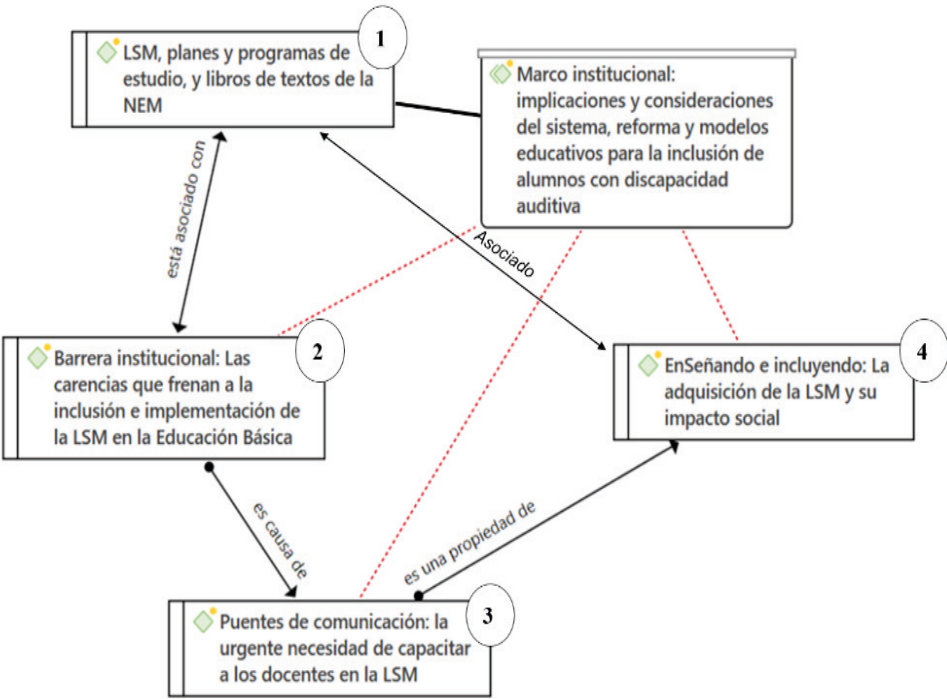 1
LSM, planes y programas de
estudio, y libros de textos de la
NEM
Marco institucional:
implicaciones y consideraciones
del sistema, reforma y modelos
educativos para la inclusión de
alumnos con discapacidad
auditiva
está asociado con
Asociado
2
Barrera institucional: Las
carencias que frenan a la
inclusión e implementación de
la LSM en la Educación Básica
4
EnSeñando e incluyendo: La
adquisición de la LSM y su
impacto social
es causa de
es una propiedad de
3
Puentes de comunicación: la
urgente necesidad de capacitar
a los docentes en la LSM